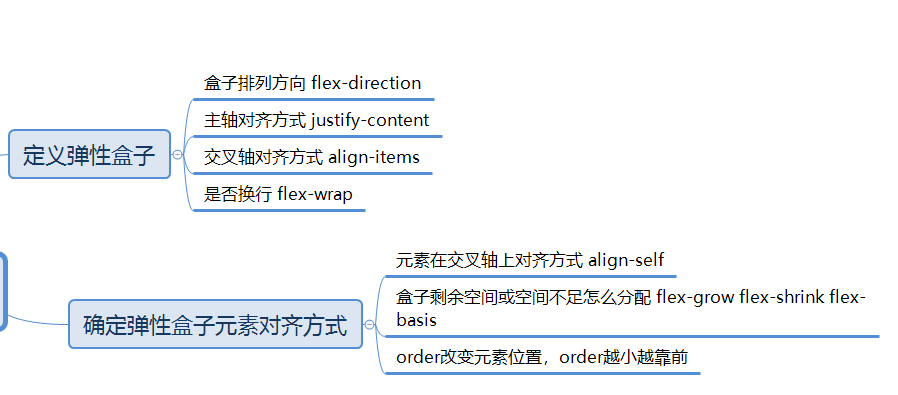 定义弹性盒子
盒子排列方向 flex-direction
主轴对齐方式 justify-content
交叉轴对齐方式 align-items
是否换行 flex-wrap
确定弹性盒子元素对齐方式
元素在交叉轴上对齐方式 align-self
盒子剩余空间或空间不足怎么分配 flex-grow flex-shrink flex-
basis
order改变元素位置，order越小越靠前